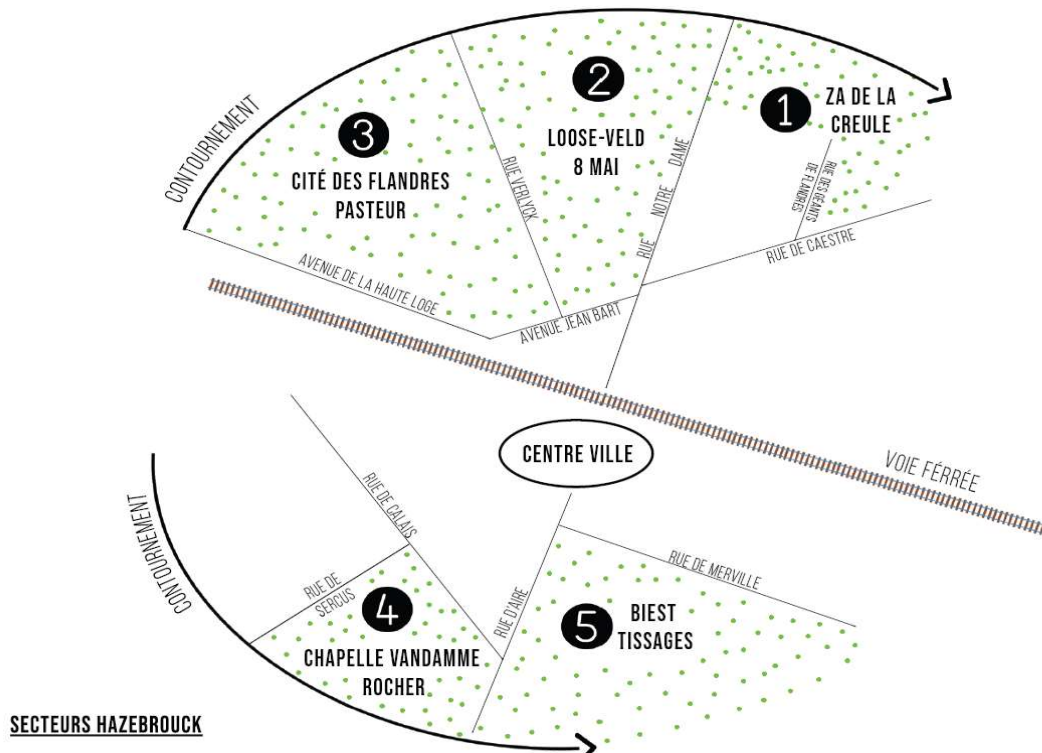 CONTOURNEMENT
3
CITÉ DES FLANDRES
PASTEUR
2
LOOSE-VELD
8 MAI
1
ZA DE LA
CREULE
RUE VERLYCK
RUE NOTRE DAME
RUE DES GÉANTS
DE FLANDRES
RUE DE CAESTRE
AVENUE DE LA HAUTE LOGE
AVENUE JEAN BART
CENTRE VILLE
VOIE FÉRRÉE
CONTOURNEMENT
RUE DE CALAIS
RUE DE
SERCUS
4
CHAPELLE VANDAMME
ROCHER
RUE D'AIRE
RUE DE MERVILLE
5
BIEST
TISSAGES
SECTEURS HAZEBROUCK